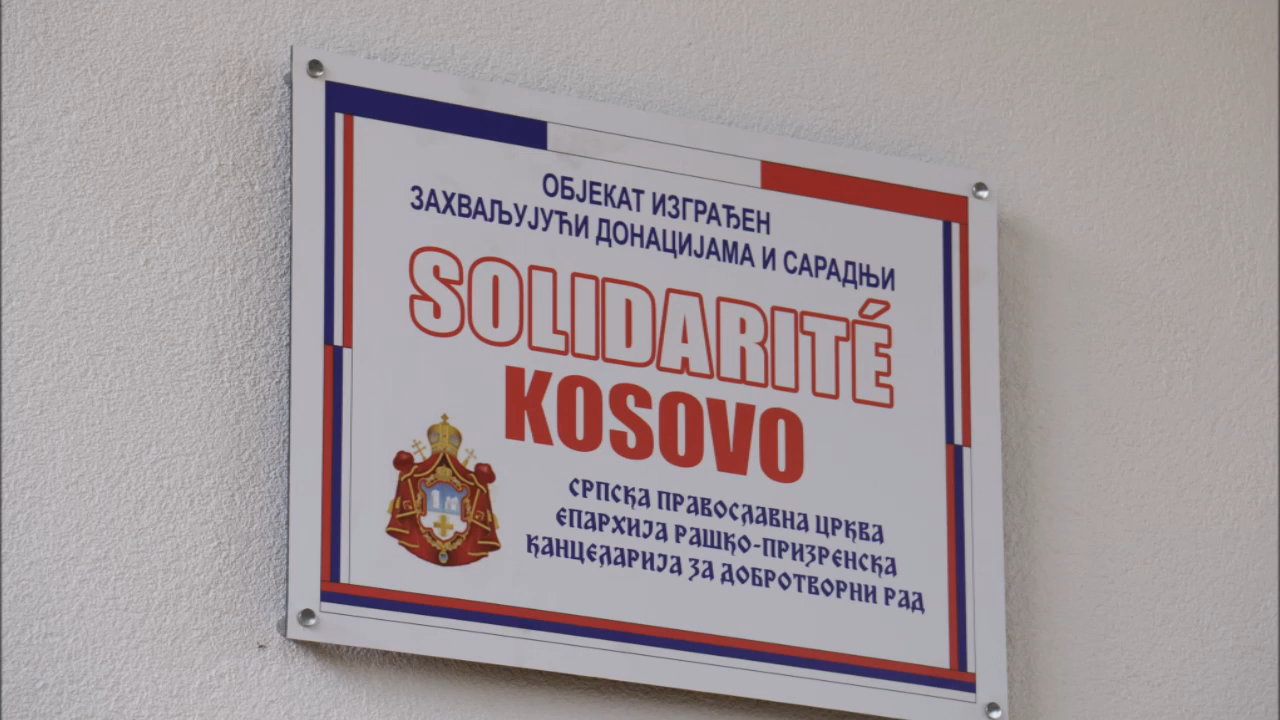 ОБЈЕКАТ ИЗГРАЂЕН
ЗАХВАЉУЈУЋИ ДОНАЦИЈАМА И САРАДЊИ
SOLIDARITÉ
KOSOVO
СРПСКА ПРАВОСЛАВНА ЦРКВА
ЕПАРХИЈА РАШКО-ПРИЗРЕНСКА
КАНЦЕЛАРИЈА ЗА ДОБРОТВОРНИ РАД